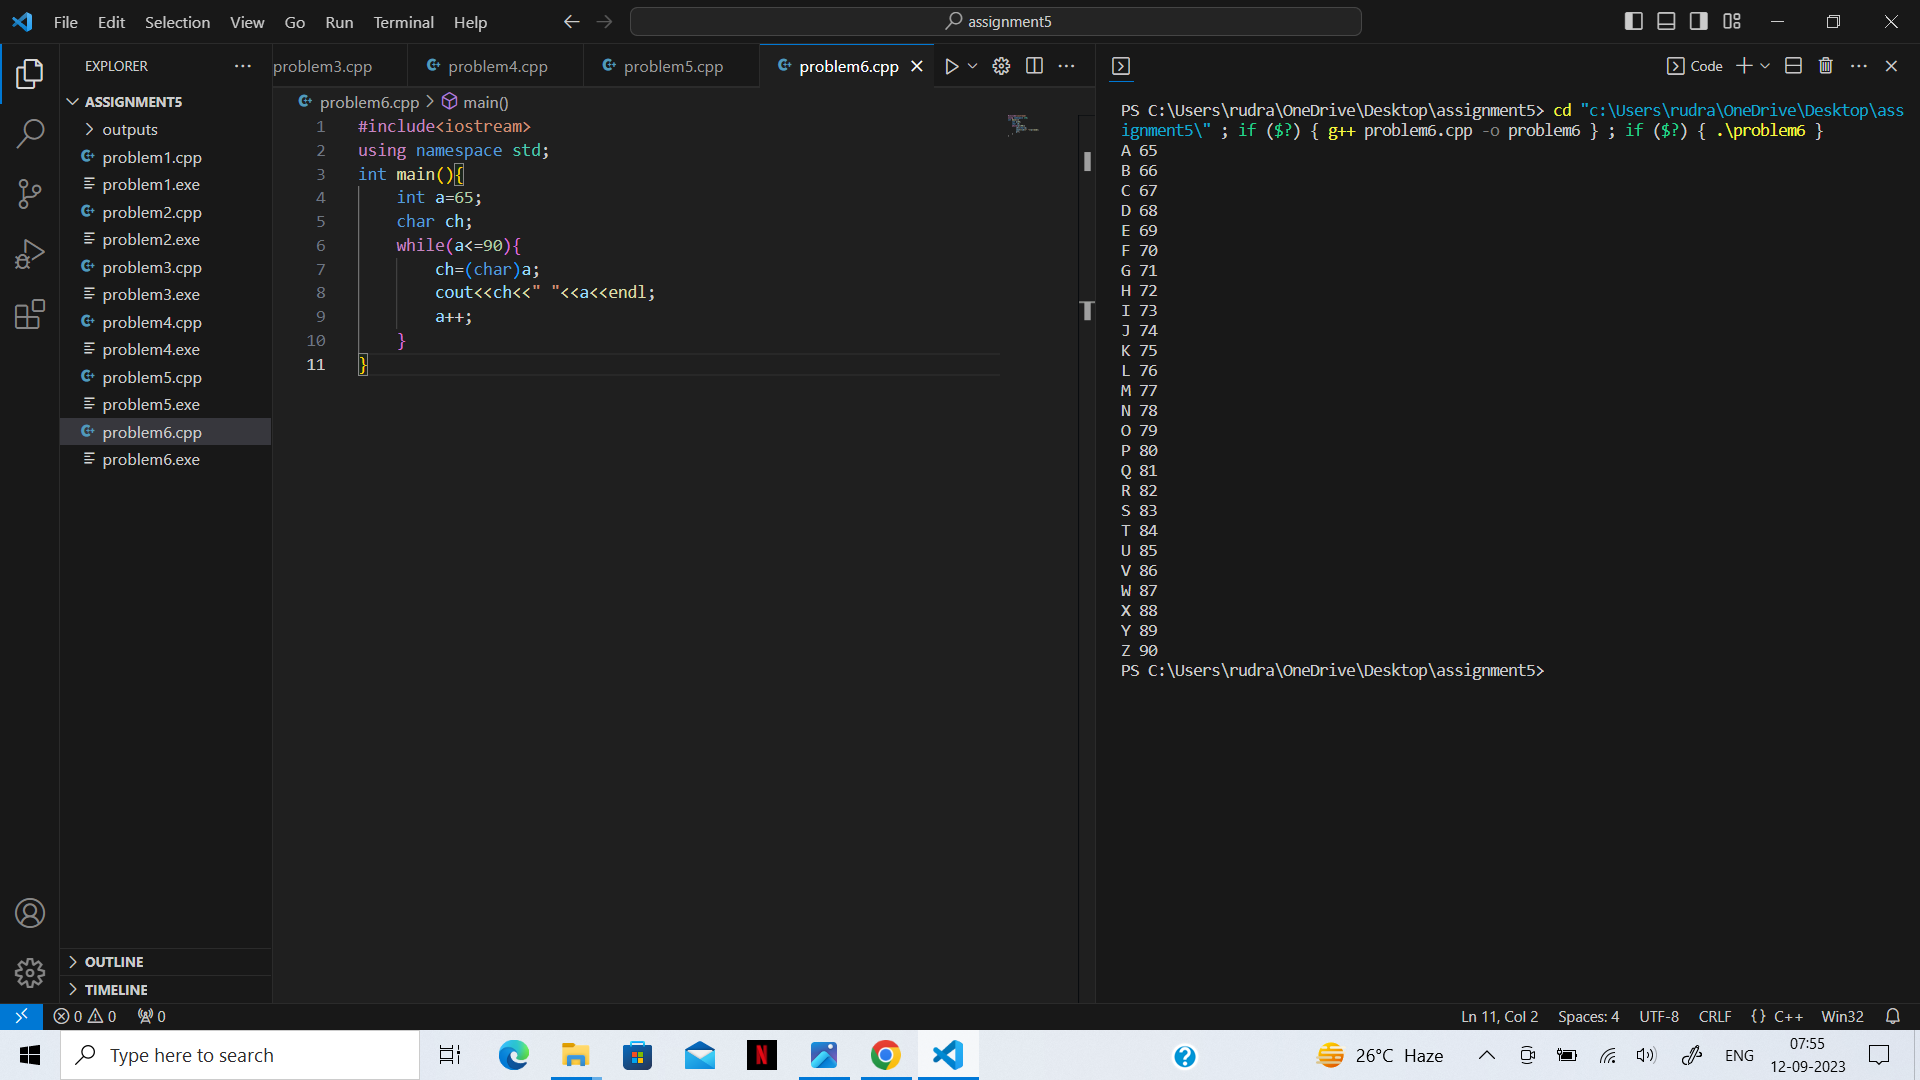 File Edit Selection View Go Run Terminal Help
assignment5
EXPLORER
ASSIGNMENT5
outputs
problem1.cpp
problem1.exe
problem2.cpp
problem2.exe
problem3.cpp
problem3.exe
problem4.cpp
problem4.exe
problem5.cpp
problem5.exe
problem6.cpp
problem6.exe
OUTLINE
TIMELINE
problem3.cpp problem4.cpp problem5.cpp problem6.cpp
problem6.cpp > main()
1 #include<iostream>
2 using namespace std;
3 int main(){
4 int a=65;
5 char ch;
6 while(a<=90){
7 ch=(char)a;
8 cout<<ch<<" "<<a<<endl;
9 a++;
10 }
11 }
Code
PS C:\Users\rudra\OneDrive\Desktop\assignment5> cd "c:\Users\rudra\OneDrive\Desktop\ass
ignment5\" ; if ($?) { g++ problem6.cpp -o problem6 } ; if ($?) { .\problem6 }
A 65
B 66
C 67
D 68
E 69
F 70
G 71
H 72
I 73
J 74
K 75
L 76
M 77
N 78
O 79
P 80
Q 81
R 82
S 83
T 84
U 85
V 86
W 87
X 88
Y 89
Z 90
PS C:\Users\rudra\OneDrive\Desktop\assignment5>
0 0 0
Ln 11, Col 2 Spaces: 4 UTF-8 CRLF {} C++ Win32
Type here to search
26°C Haze
ENG
07:55
12-09-2023